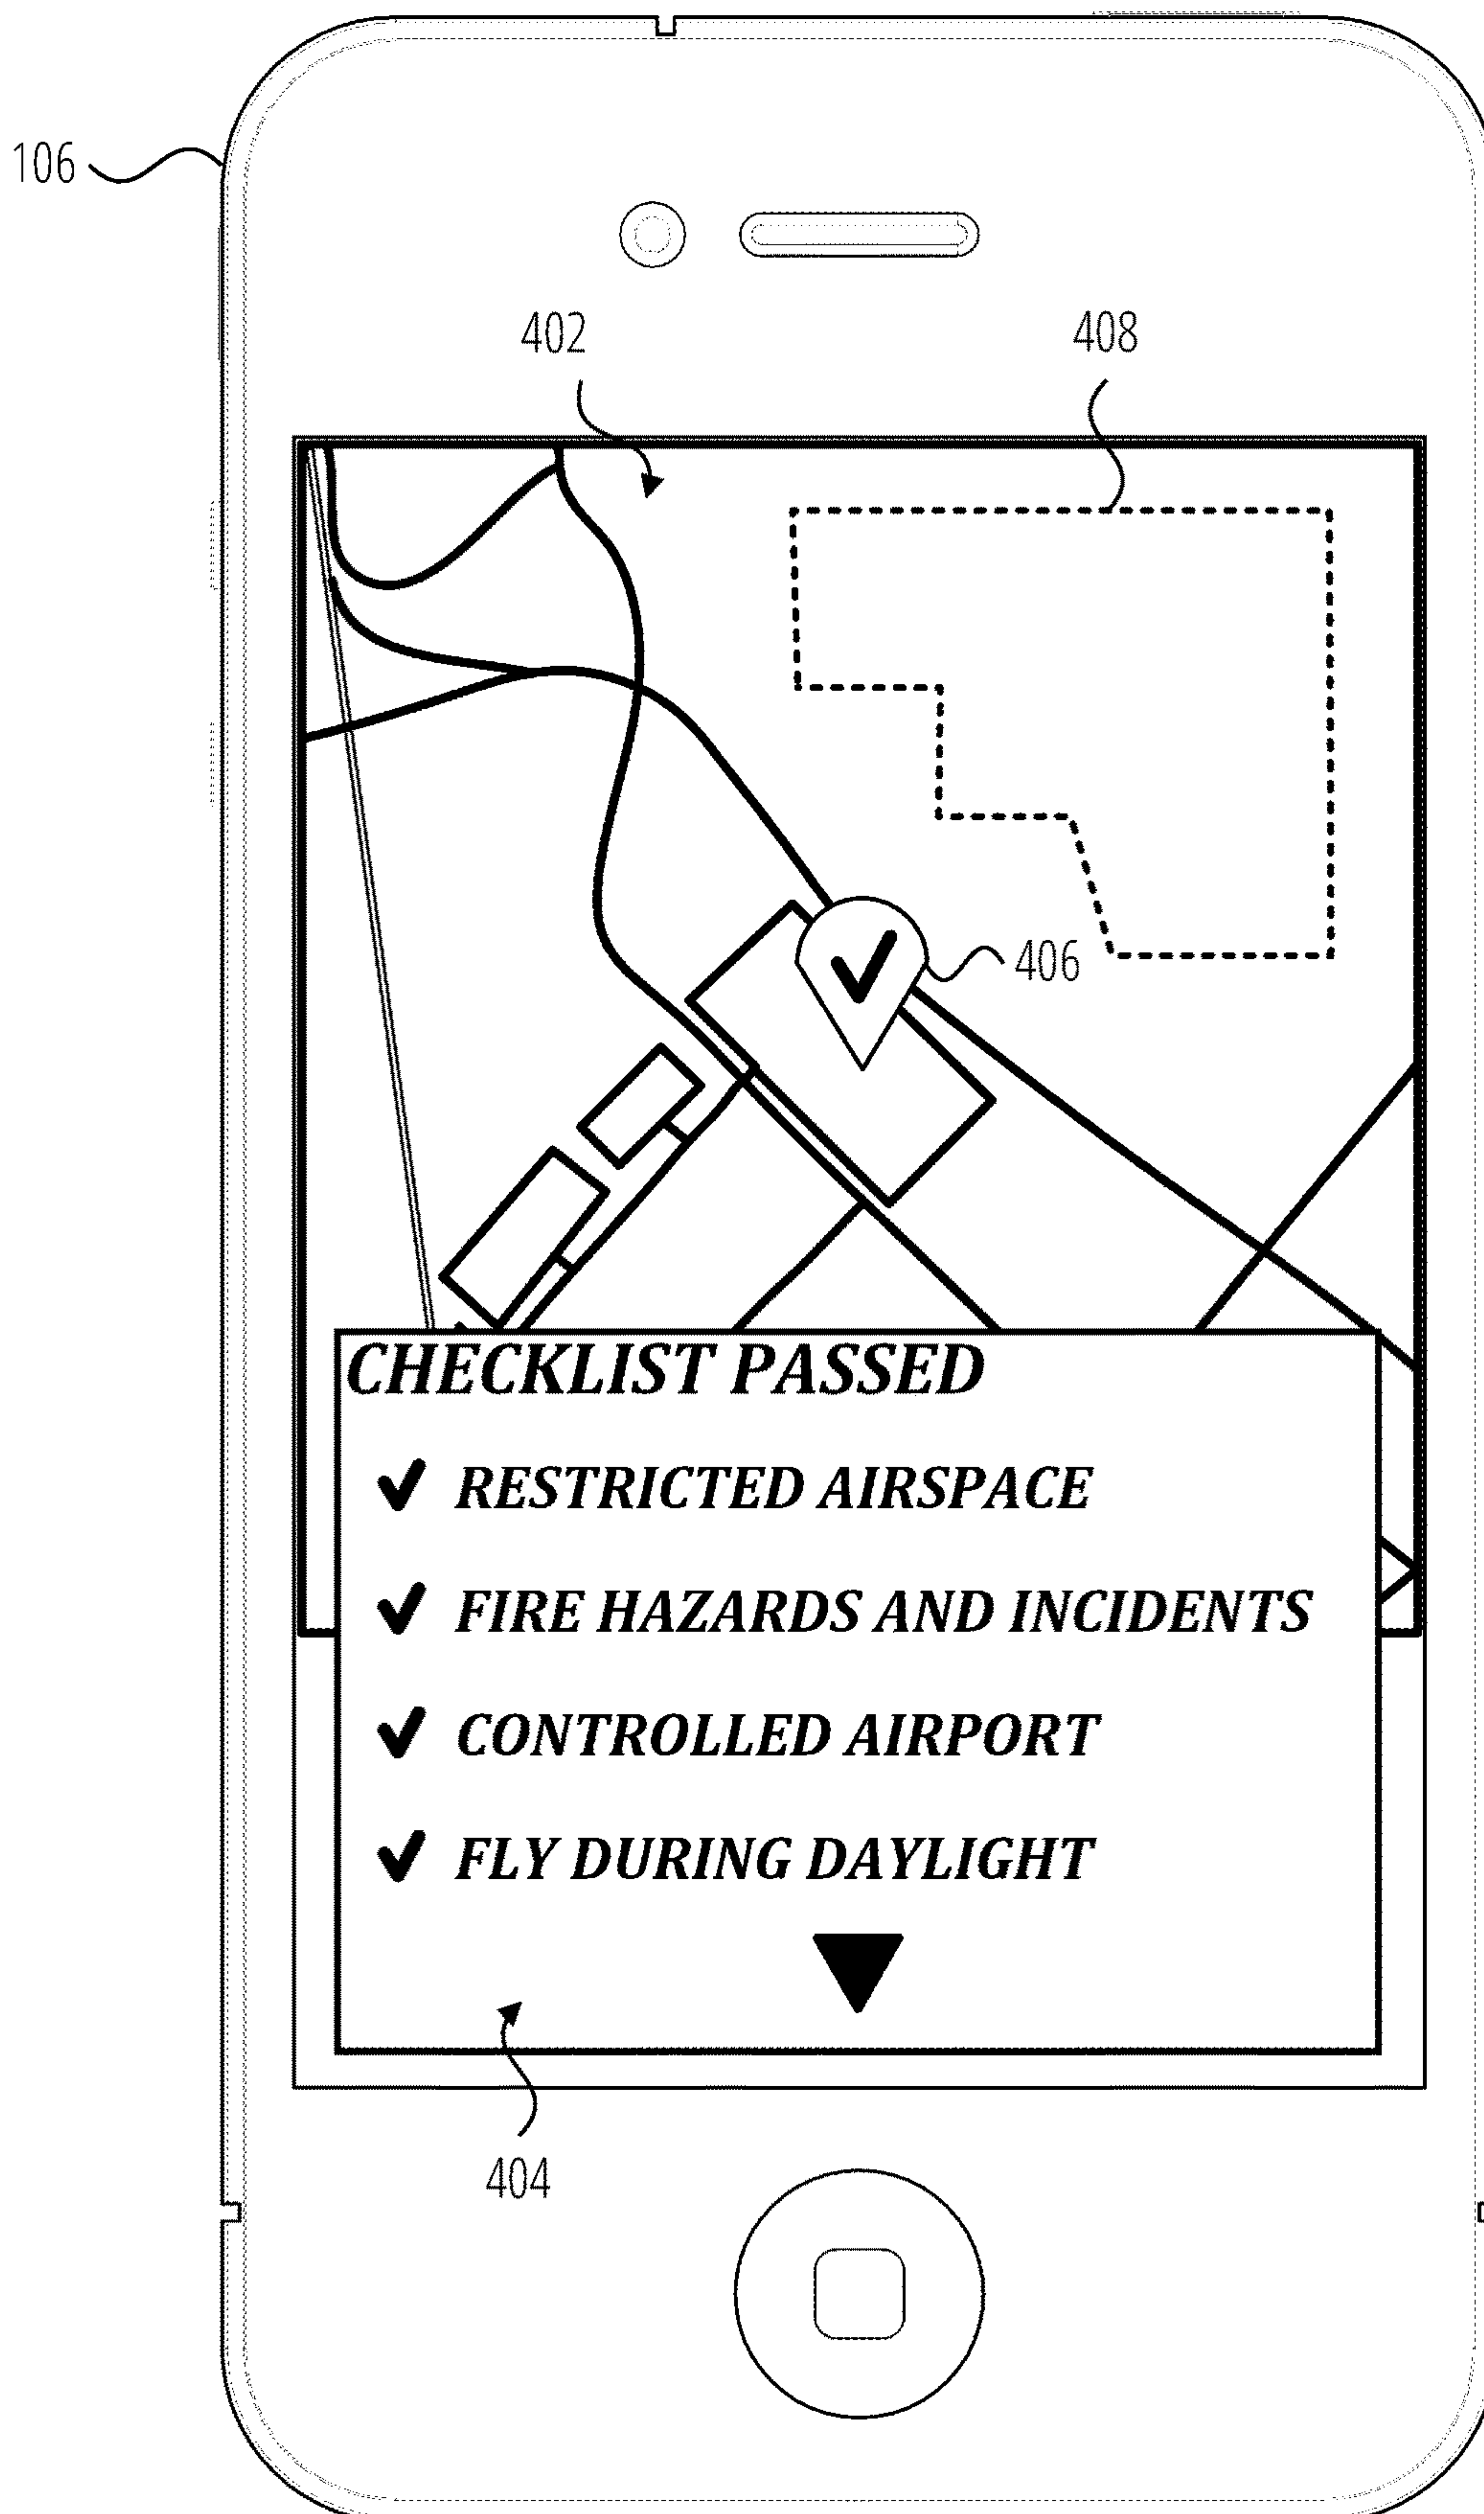 106
402
408
406
CHECKLIST PASSED
RESTRICTED AIRSPACE
FIRE HAZARDS AND INCIDENTS
CONTROLLED AIRPORT
FLY DURING DAYLIGHT
404